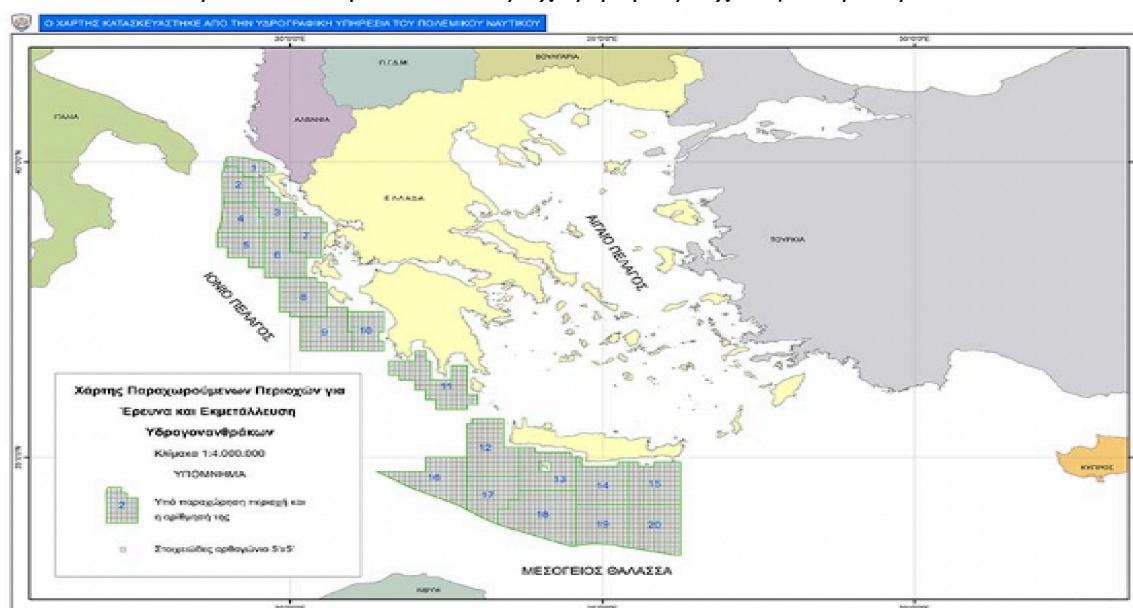 Ο ΧΑΡΤΗΣ ΚΑΤΑΣΚΕΥΑΣΤΗΚΕ ΑΠΟ ΤΗΝ ΥΔΡΟΓΡΑΦΙΚΗ ΥΠΗΡΕΣΙΑ ΤΟΥ ΠΟΛΕΜΙΚΟΥ ΝΑΥΤΙΚΟΥ
ΒΟΥΛΓΑΡΙΑ
Π.Γ.Δ.Μ.
ΙΤΑΛΙΑ
ΑΛΒΑΝΙΑ
ΕΛΛΑΔΑ
ΑΙΓΑΙΟ ΠΕΛΑΓΟΣ
ΤΟΥΡΚΙΑ
1
2
3
4
7
5
6
8
ΙΟΝΙΟ ΠΕΛΑΓΟΣ
9
10
11
12
13
14
15
16
17
18
19
20
ΚΥΠΡΟΣ
Χάρτης Παραχωρούμενων Περιοχών για
Έρευνα και Εκμετάλλευση
Υδρογονανθράκων
Κλίμακα 1:4.000.000
ΥΠΟΜΝΗΜΑ
2
Υπό παραχώρηση περιοχή και
η αρίθμησή της
Στοιχειώδες ορθογώνιο 5'x5'
ΜΕΣΟΓΕΙΟΣ ΘΑΛΑΣΣΑ
ΛΙΒΥΗ